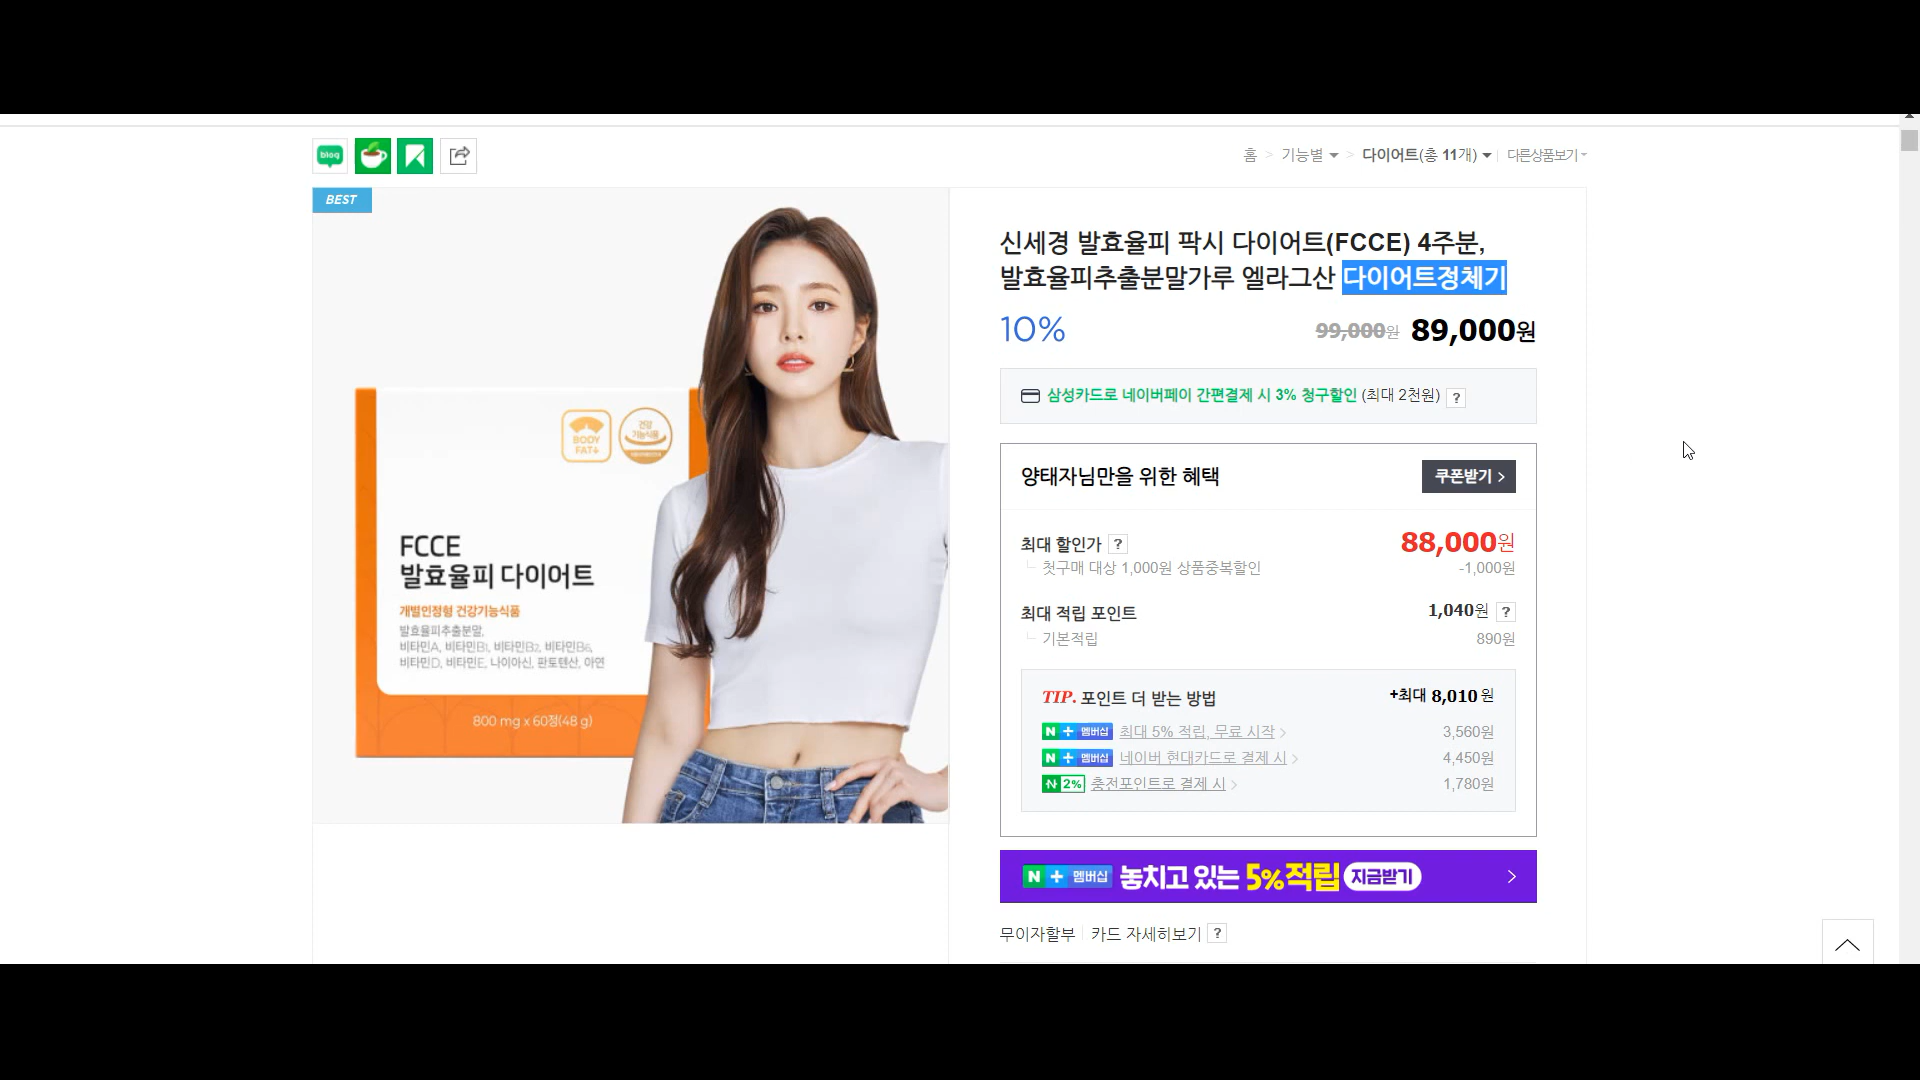 blog
홈 > 기능별 > 다이어트(총 11개) 다른상품보기
BEST
신세경 발효율피 팍시 다이어트(FCCE) 4주분,
발효율피추출분말가루 엘라그산 다이어트정체기
10% 99,000원 89,000원
삼성카드로 네이버페이 간편결제 시 3% 청구할인 (최대 2천원) ?
양태자님만을 위한 혜택 쿠폰받기 >
최대 할인가 ? 88,000원
첫구매 대상 1,000원 상품중복할인 -1,000원
최대 적립 포인트 1,040원 ?
기본적립 890원
TIP. 포인트 더 받는 방법 +최대 8,010원
N + 멤버십 최대 5% 적립, 무료 시작 > 3,560원
N + 멤버십 네이버 현대카드로 결제 시 > 4,450원
N 2% 충전포인트로 결제 시 > 1,780원
N + 멤버십 놓치고 있는 5%적립 지금받기 >
무이자할부 카드 자세히보기 ?
BODY
FAT+
건강
기능식품
FCCE
발효율피 다이어트
개별인정형 건강기능식품
발효율피추출분말,
비타민A, 비타민B1, 비타민B2, 비타민B6,
비타민D, 비타민E, 나이아신, 판토텐산, 아연
800 mg x 60정(48 g)